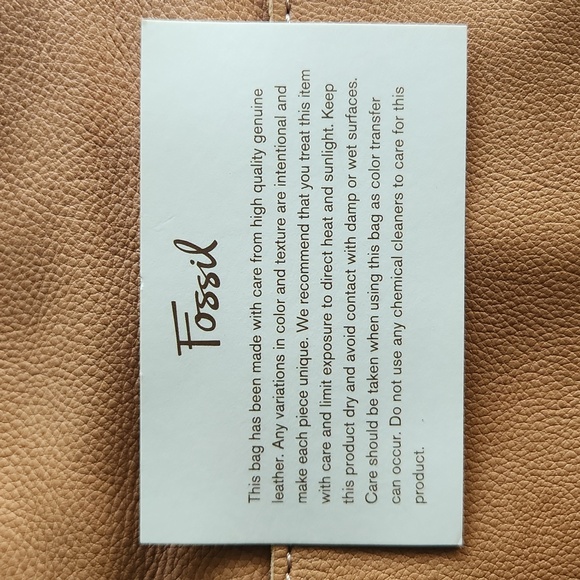 Fossil
This bag has been made with care from high quality genuine
leather. Any variations in color and texture are intentional and
make each piece unique. We recommend that you treat this item
with care and limit exposure to direct heat and sunlight. Keep
this product dry and avoid contact with damp or wet surfaces.
Care should be taken when using this bag as color transfer
can occur. Do not use any chemical cleaners to care for this
product.